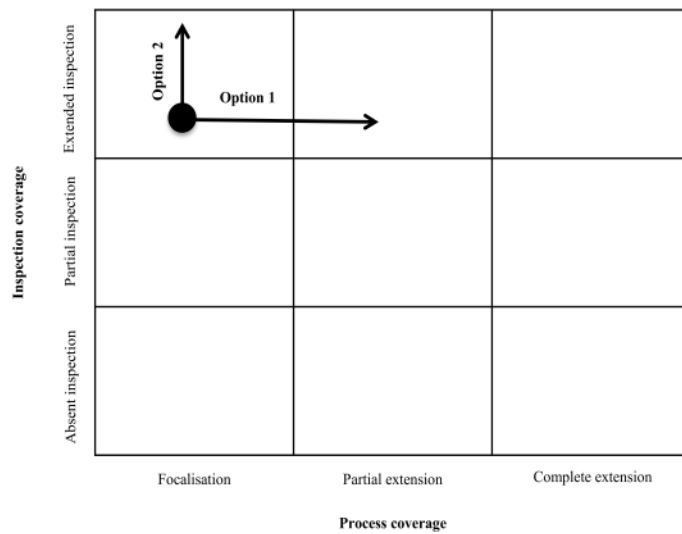 Inspection coverage
Extended inspection
Partial inspection
Absent inspection
Option 2
Option 1
Focalisation
Partial extension
Complete extension
Process coverage